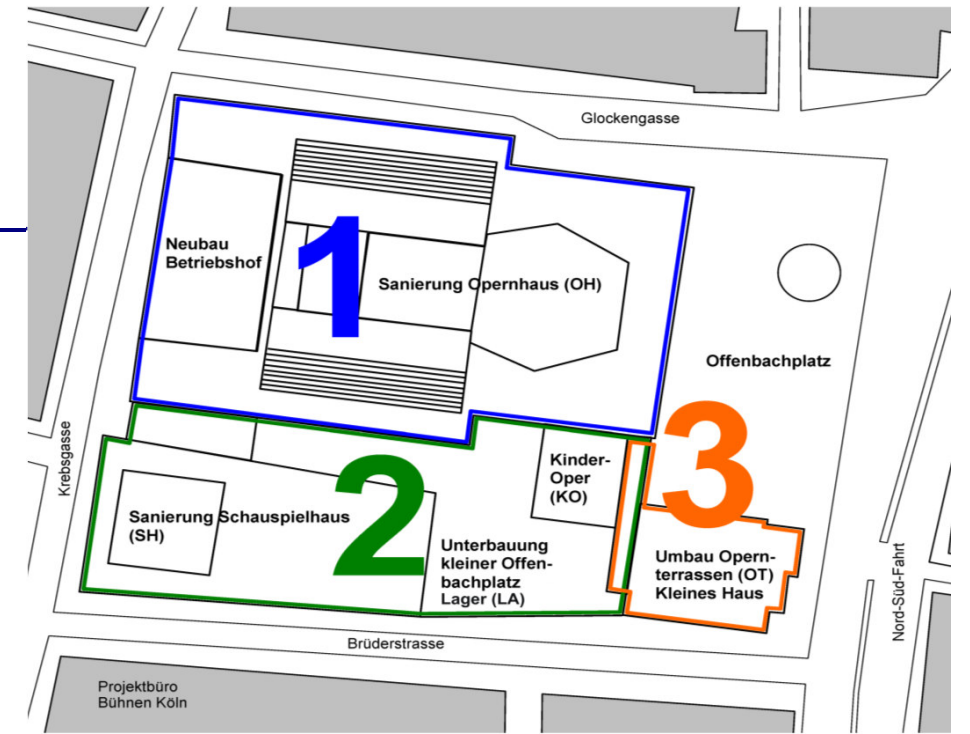 Glockengasse
Neubau
Betriebshof
1
Sanierung Opernhaus (OH)
Offenbachplatz
Krebsgasse
2
3
Kinder-
Oper
(KO)
Sanierung Schauspielhaus
(SH)
Unterbauung
kleiner Offen-
bachplatz
Lager (LA)
Umbau Opern-
terrassen (OT)
Kleines Haus
Nord-Süd-Fahrt
Brüderstrasse
Projektbüro
Bühnen Köln